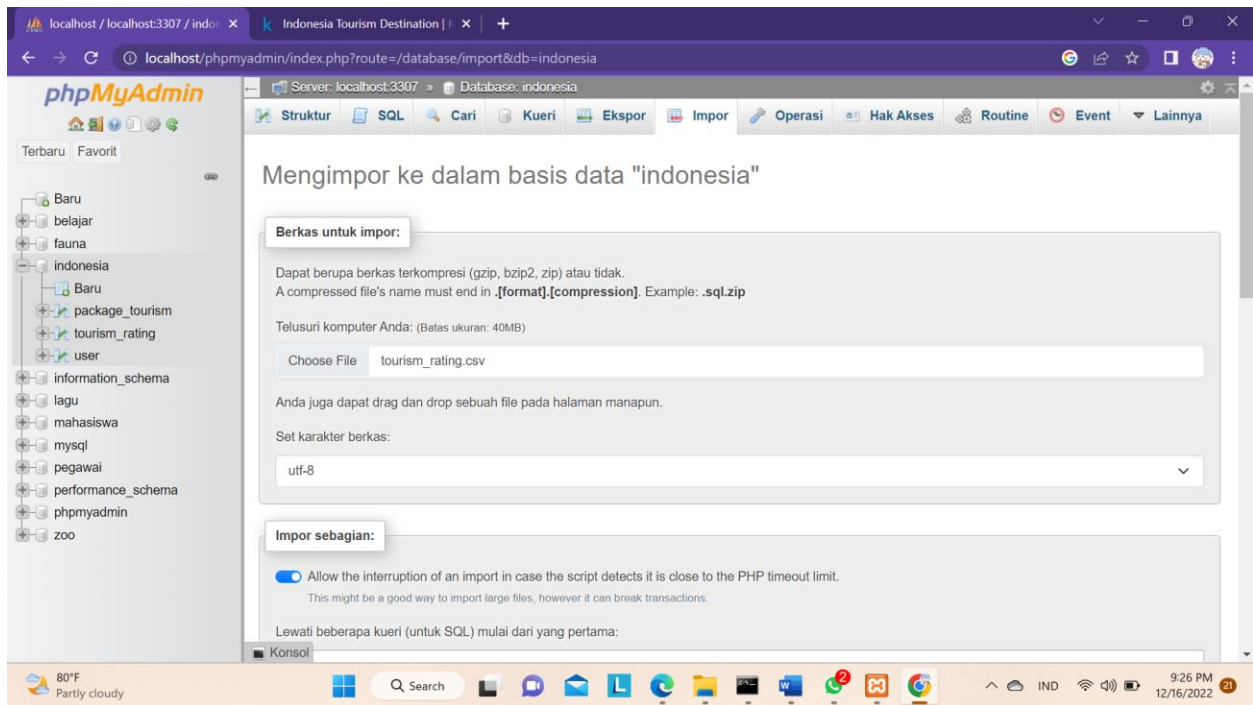 localhost / localhost:3307 / indon
Indonesia Tourism Destination |
localhost/phpmyadmin/index.php?route=/database/import&db=indonesia
phpMyAdmin
Terbaru Favorit
Baru
belajar
fauna
indonesia
Baru
package_tourism
tourism_rating
user
information_schema
lagu
mahasiswa
mysql
pegawai
performance_schema
phpmyadmin
zoo
Server: localhost:3307 » Database: indonesia
Struktur SQL Cari Kueri Ekspor Impor Operasi Hak Akses Routine Event Lainnya
Mengimpor ke dalam basis data "indonesia"
Berkas untuk impor:
Dapat berupa berkas terkompresi (gzip, bzip2, zip) atau tidak.
A compressed file's name must end in .[format].[compression]. Example: .sql.zip
Telusuri komputer Anda: (Batas ukuran: 40MB)
Choose File tourism_rating.csv
Anda juga dapat drag dan drop sebuah file pada halaman manapun.
Set karakter berkas:
utf-8
Impor sebagian:
Allow the interruption of an import in case the script detects it is close to the PHP timeout limit.
This might be a good way to import large files, however it can break transactions.
Lewati beberapa kueri (untuk SQL) mulai dari yang pertama:
Konsol
80°F
Partly cloudy
Search
L
2
IND
9:26 PM
12/16/2022
21